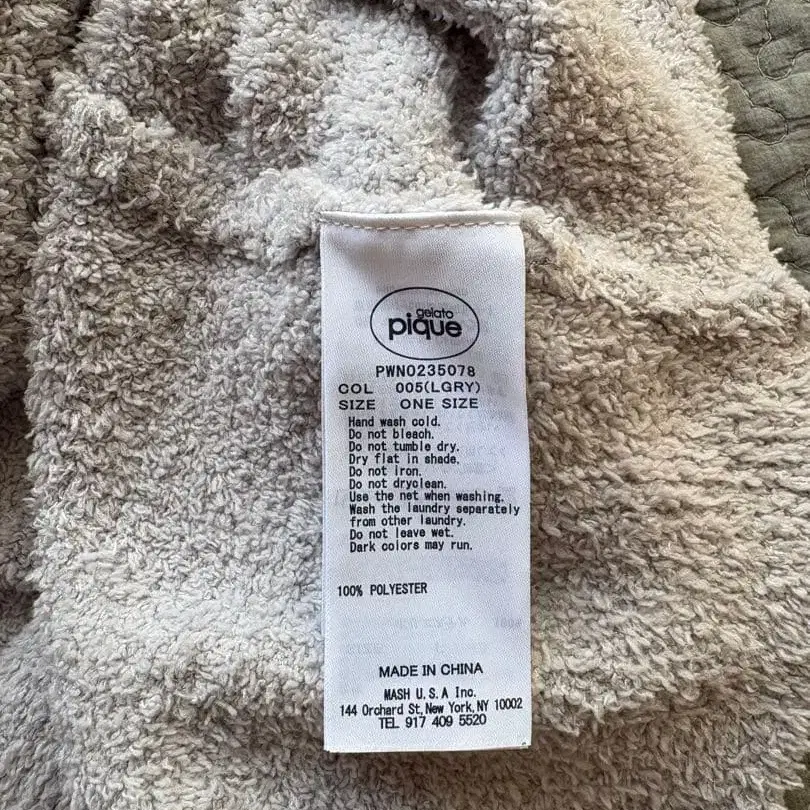 gelato
pique
PWN0235078
COL 005(LGRY)
SIZE ONE SIZE
Hand wash cold.
Do not bleach.
Do not tumble dry.
Dry flat in shade.
Do not iron.
Do not dryclean.
Use the net when washing.
Wash the laundry separately
from other laundry.
Do not leave wet.
Dark colors may run.
100% POLYESTER
MADE IN CHINA
MASH U.S.A Inc.
144 Orchard St, New York, NY 10002
TEL 917 409 5520